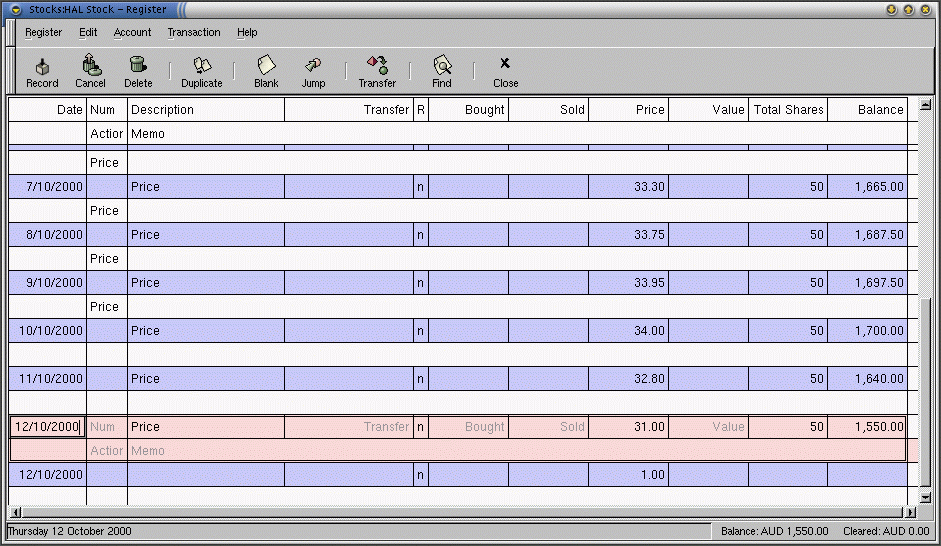 Stocks:HAL Stock – Register
Register Edit Account Transaction Help
Record Cancel Delete Duplicate Blank Jump Transfer Find Close
Date Num Description Transfer R Bought Sold Price Value Total Shares Balance
Action Memo
Price
7/10/2000 Price n 33.30 50 1,665.00
Price
8/10/2000 Price n 33.75 50 1,687.50
Price
9/10/2000 Price n 33.95 50 1,697.50
Price
10/10/2000 Price n 34.00 50 1,700.00
11/10/2000 Price n 32.80 50 1,640.00
12/10/2000 Num Price Transfer n Bought Sold 31.00 Value 50 1,550.00
Action Memo
12/10/2000 n 1.00
Thursday 12 October 2000 Balance: AUD 1,550.00 Cleared: AUD 0.00